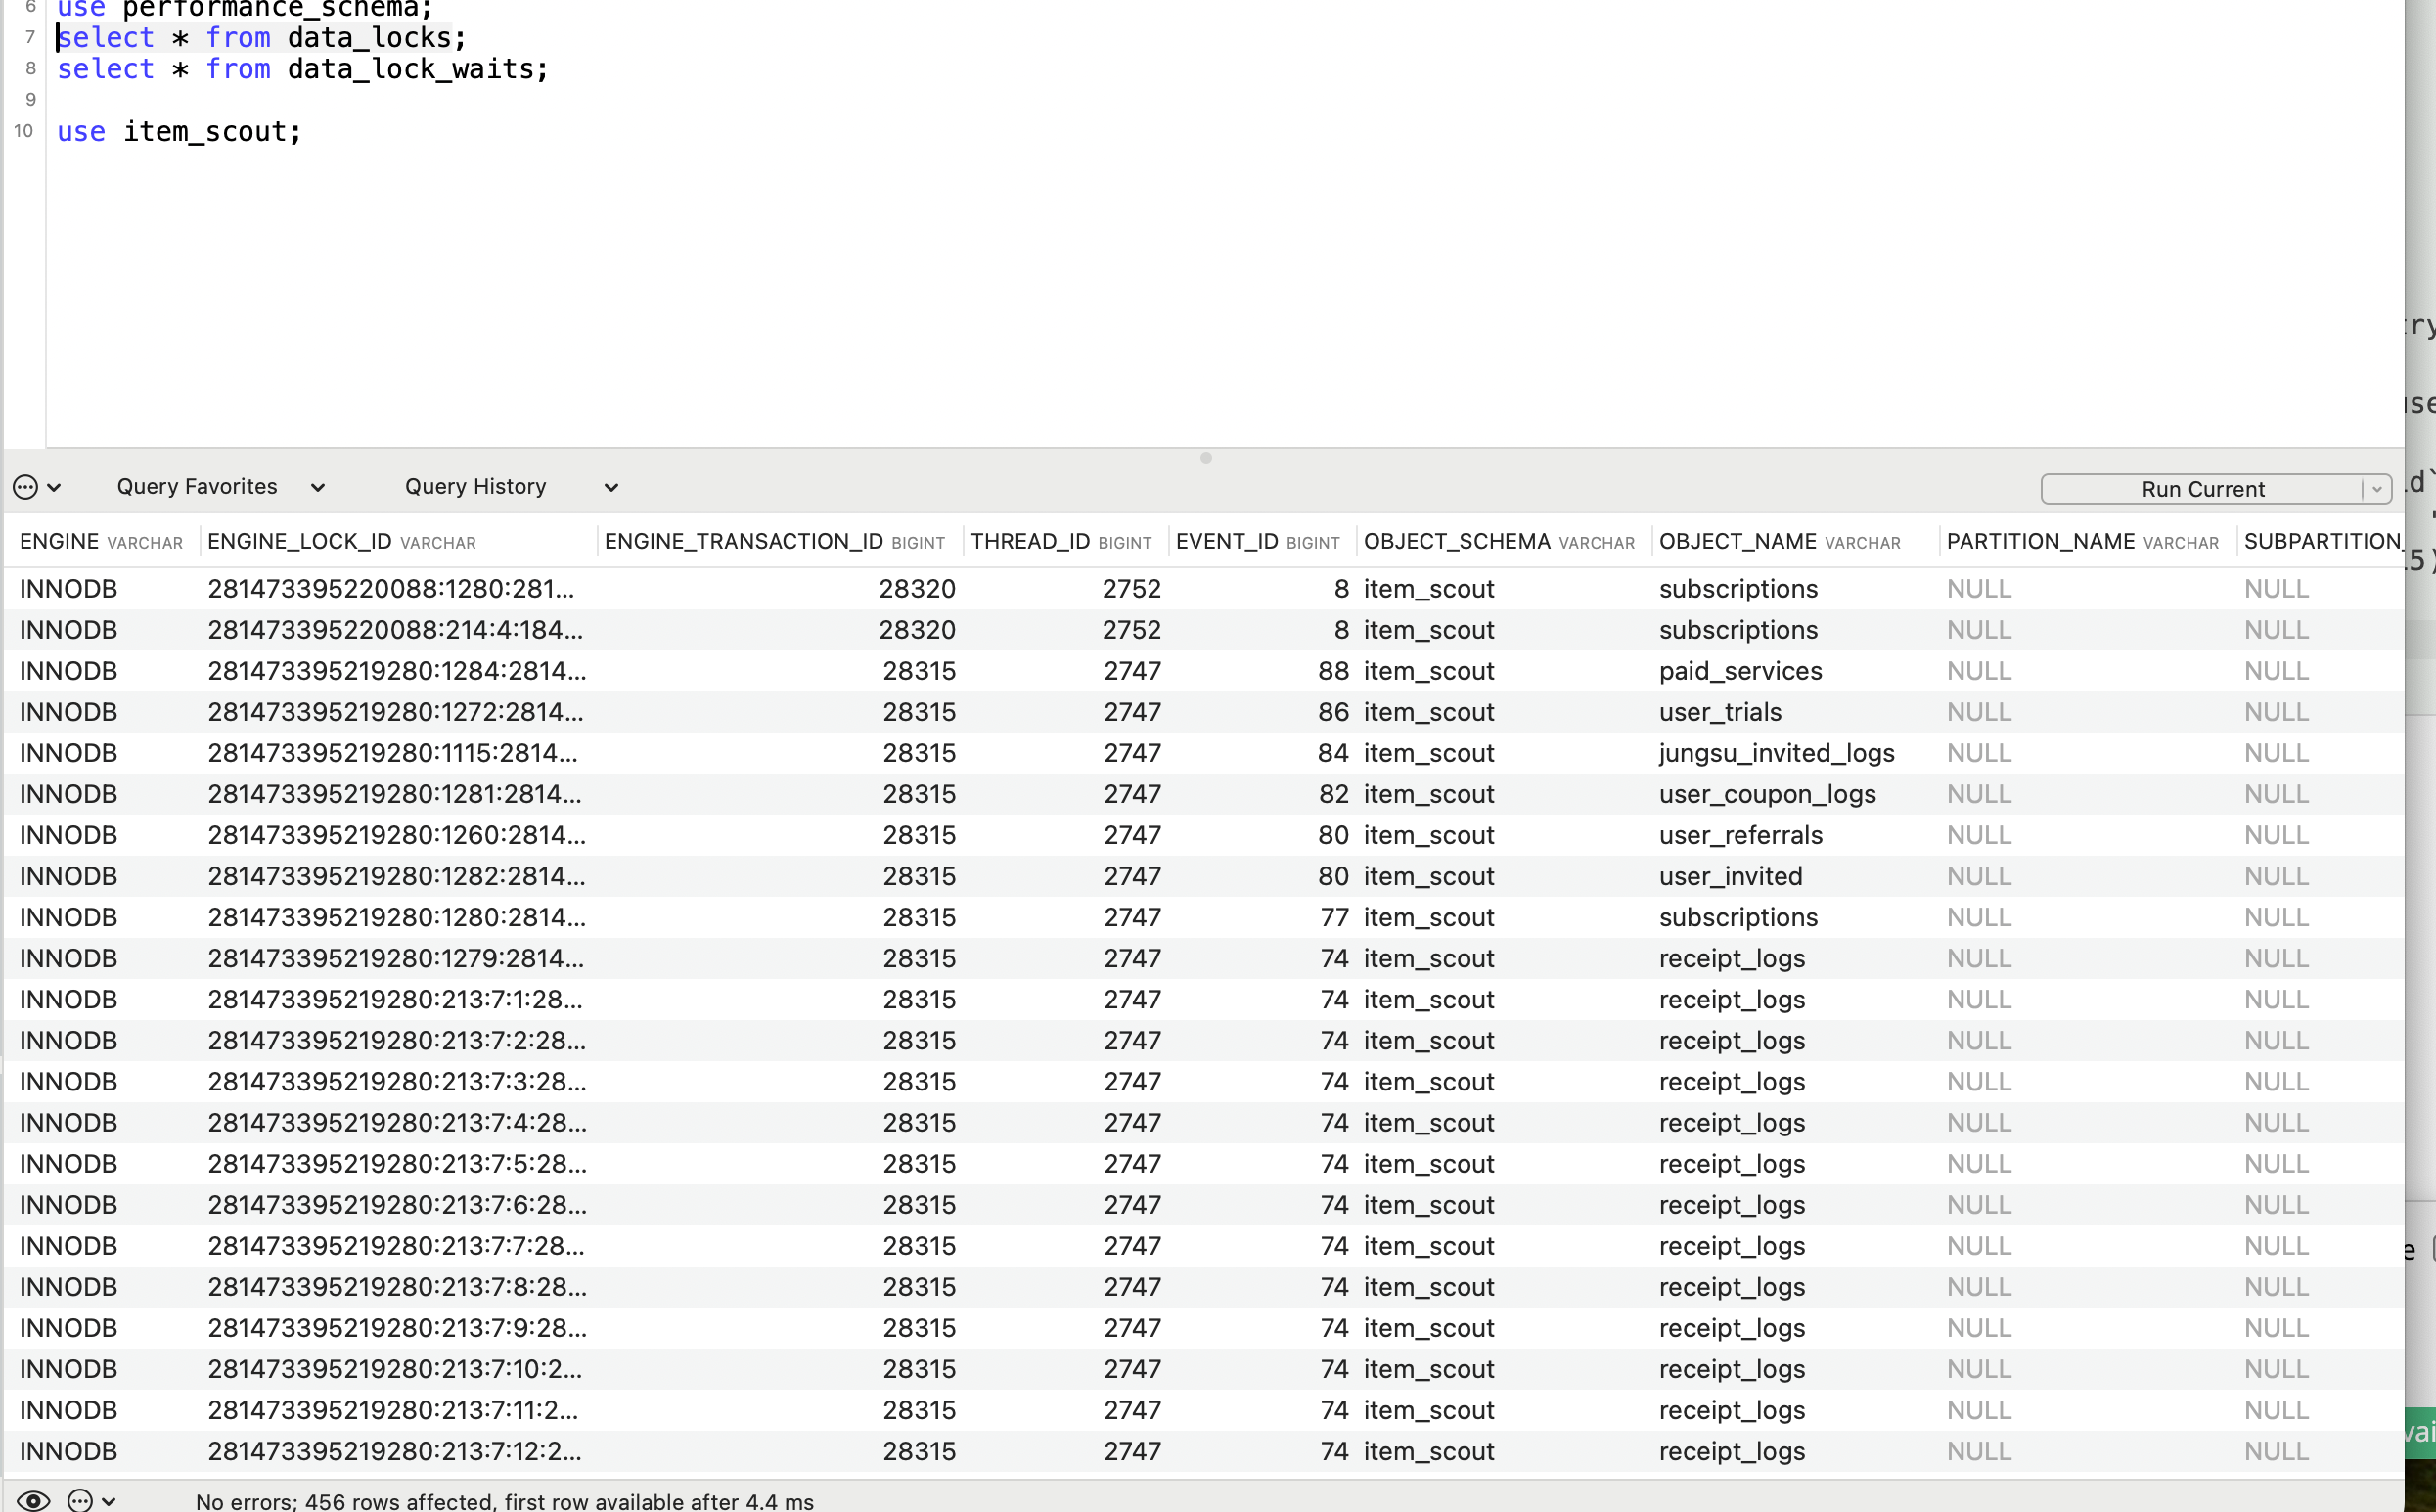 6 use performance_schema;
7 select * from data_locks;
8 select * from data_lock_waits;
9
10 use item_scout;
Query Favorites Query History Run Current
ENGINE VARCHAR ENGINE_LOCK_ID VARCHAR ENGINE_TRANSACTION_ID BIGINT THREAD_ID BIGINT EVENT_ID BIGINT OBJECT_SCHEMA VARCHAR OBJECT_NAME VARCHAR PARTITION_NAME VARCHAR SUBPARTITION_
INNODB 281473395220088:1280:281... 28320 2752 8 item_scout subscriptions NULL NULL
INNODB 281473395220088:214:4:184... 28320 2752 8 item_scout subscriptions NULL NULL
INNODB 281473395219280:1284:2814... 28315 2747 88 item_scout paid_services NULL NULL
INNODB 281473395219280:1272:2814... 28315 2747 86 item_scout user_trials NULL NULL
INNODB 281473395219280:1115:2814... 28315 2747 84 item_scout jungsu_invited_logs NULL NULL
INNODB 281473395219280:1281:2814... 28315 2747 82 item_scout user_coupon_logs NULL NULL
INNODB 281473395219280:1260:2814... 28315 2747 80 item_scout user_referrals NULL NULL
INNODB 281473395219280:1282:2814... 28315 2747 80 item_scout user_invited NULL NULL
INNODB 281473395219280:1280:2814... 28315 2747 77 item_scout subscriptions NULL NULL
INNODB 281473395219280:1279:2814... 28315 2747 74 item_scout receipt_logs NULL NULL
INNODB 281473395219280:213:7:1:28... 28315 2747 74 item_scout receipt_logs NULL NULL
INNODB 281473395219280:213:7:2:28... 28315 2747 74 item_scout receipt_logs NULL NULL
INNODB 281473395219280:213:7:3:28... 28315 2747 74 item_scout receipt_logs NULL NULL
INNODB 281473395219280:213:7:4:28... 28315 2747 74 item_scout receipt_logs NULL NULL
INNODB 281473395219280:213:7:5:28... 28315 2747 74 item_scout receipt_logs NULL NULL
INNODB 281473395219280:213:7:6:28... 28315 2747 74 item_scout receipt_logs NULL NULL
INNODB 281473395219280:213:7:7:28... 28315 2747 74 item_scout receipt_logs NULL NULL
INNODB 281473395219280:213:7:8:28... 28315 2747 74 item_scout receipt_logs NULL NULL
INNODB 281473395219280:213:7:9:28... 28315 2747 74 item_scout receipt_logs NULL NULL
INNODB 281473395219280:213:7:10:2... 28315 2747 74 item_scout receipt_logs NULL NULL
INNODB 281473395219280:213:7:11:2... 28315 2747 74 item_scout receipt_logs NULL NULL
INNODB 281473395219280:213:7:12:2... 28315 2747 74 item_scout receipt_logs NULL NULL
No errors; 456 rows affected, first row available after 4.4 ms